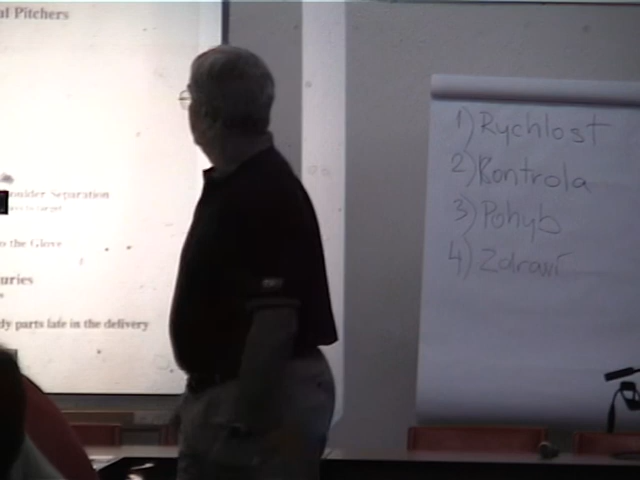 al Pitchers
Separation
o the Glove
uries
dy parts late in the delivery
1) Rychlost
2) Kontrola
3) Pohyb
4) Zdraví